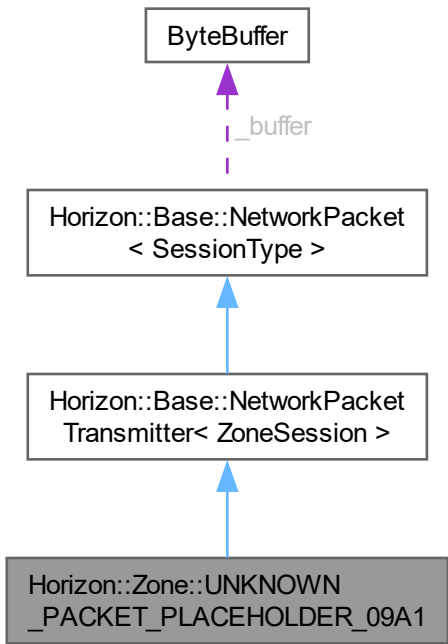 ByteBuffer
_buffer
Horizon::Base::NetworkPacket
< SessionType >
Horizon::Base::NetworkPacket
Transmitter< ZoneSession >
Horizon::Zone::UNKNOWN
_PACKET_PLACEHOLDER_09A1